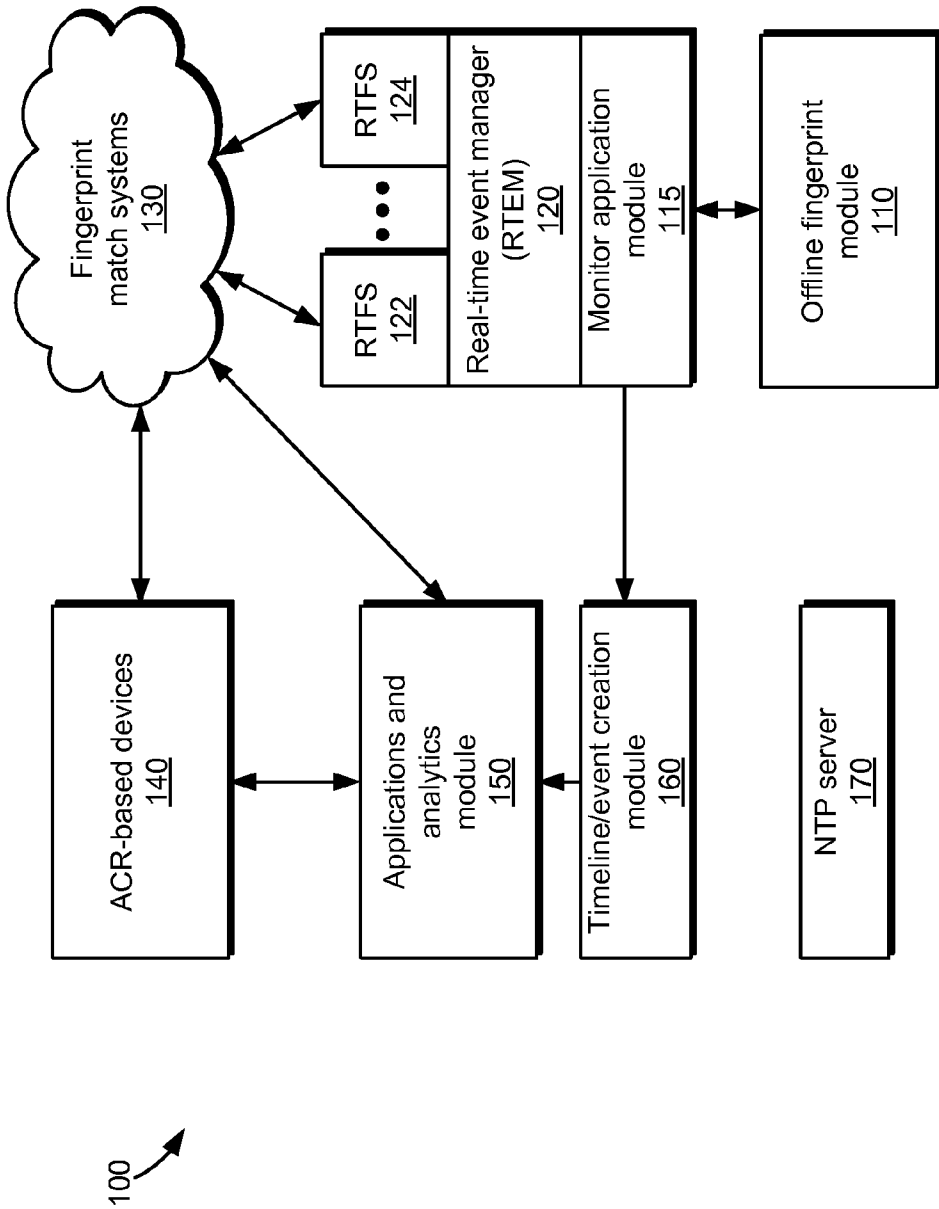 100
ACR-based devices
140
Applications and
analytics
module
150
Timeline/event creation
module
160
NTP server
170
Fingerprint
match systems
130
RTFS
122
RTFS
124
Real-time event manager
(RTEM)
120
Monitor application
module
115
Offline fingerprint
module
110